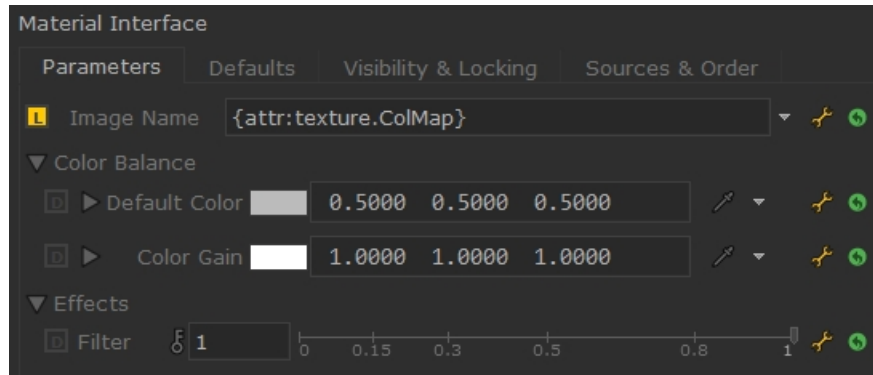 Material Interface
Parameters Defaults Visibility & Locking Sources & Order
L Image Name {attr:texture.ColMap}
Color Balance
D Default Color 0.5000 0.5000 0.5000
D Color Gain 1.0000 1.0000 1.0000
Effects
D Filter 1 0 0.15 0.3 0.5 0.8 1